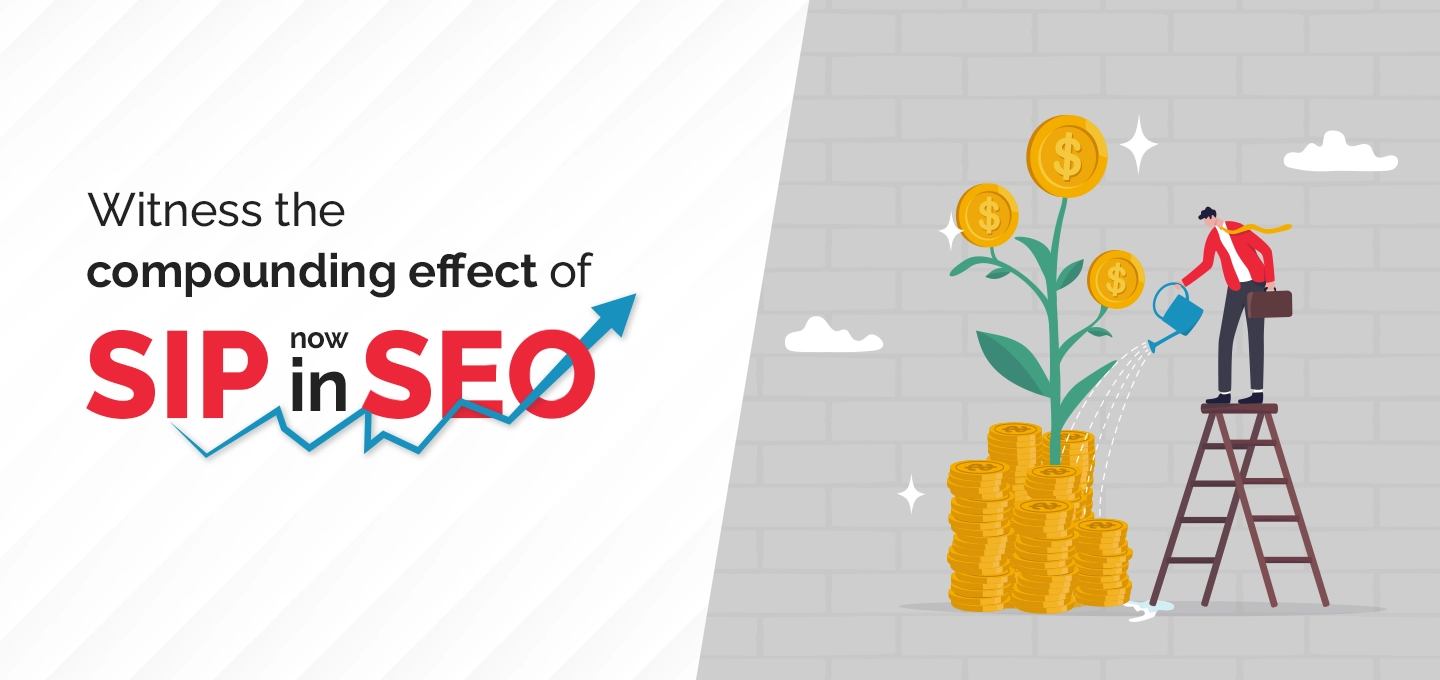 Witness the
compounding effect of
SIP now in SEO
$
$
$